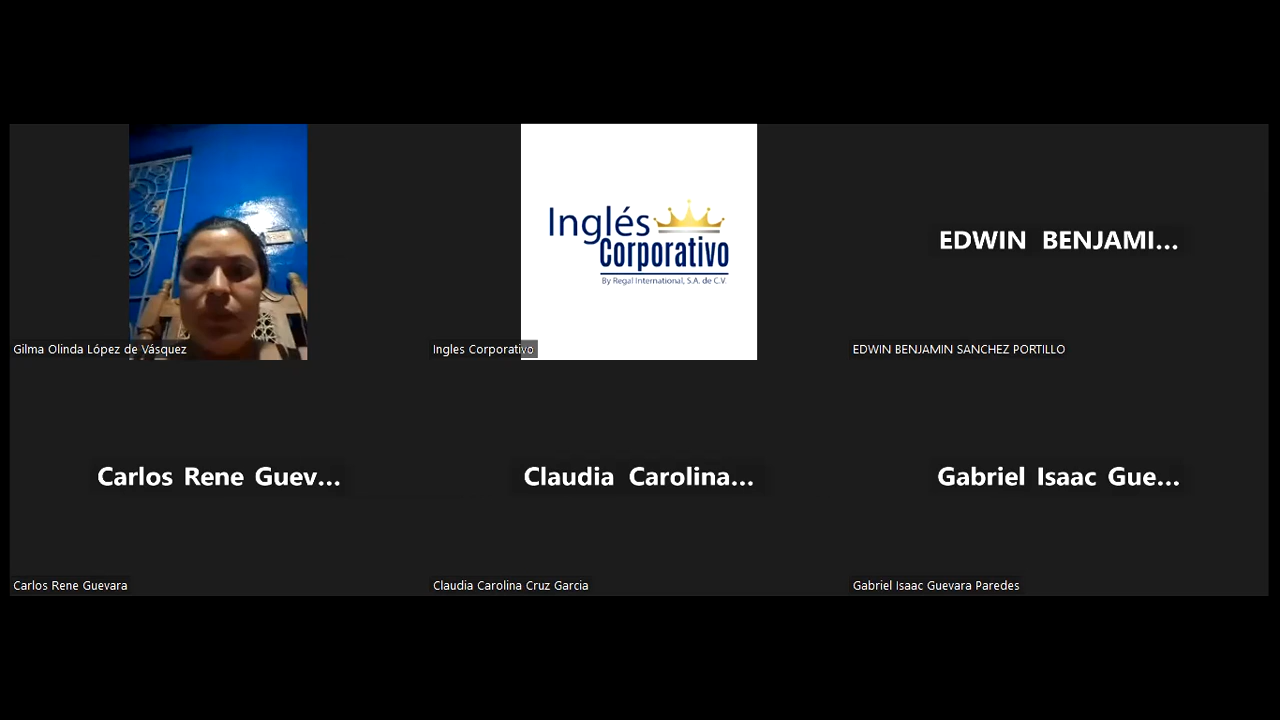 Gilma Olinda López de Vásquez
Inglés
Corporativo
By Regal International, S.A. de C.V.
Ingles Corporativo
EDWIN BENJAMI...
EDWIN BENJAMIN SANCHEZ PORTILLO
Carlos Rene Guev...
Carlos Rene Guevara
Claudia Carolina...
Claudia Carolina Cruz Garcia
Gabriel Isaac Gue...
Gabriel Isaac Guevara Paredes